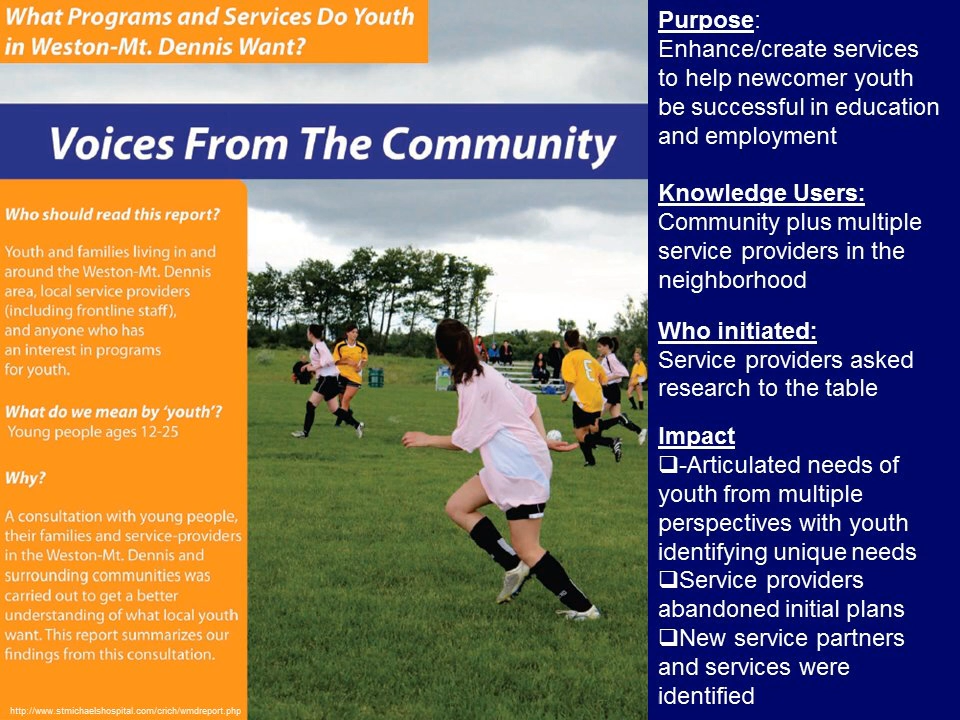 What Programs and Services Do Youth
in Weston-Mt. Dennis Want?
Voices From The Community
Who should read this report?
Youth and families living in and
around the Weston-Mt. Dennis
area, local service providers
(including frontline staff),
and anyone who has
an interest in programs
for youth.
What do we mean by ‘youth’?
Young people ages 12-25
Why?
A consultation with young people,
their families and service-providers
in the Weston-Mt. Dennis and
surrounding communities was
carried out to get a better
understanding of what local youth
want. This report summarizes our
findings from this consultation.
http://www.stmichaelshospital.com/crich/wmdreport.php
Purpose:
Enhance/create services
to help newcomer youth
be successful in education
and employment
Knowledge Users:
Community plus multiple
service providers in the
neighborhood
Who initiated:
Service providers asked
research to the table
Impact
❑-Articulated needs of
youth from multiple
perspectives with youth
identifying unique needs
❑Service providers
abandoned initial plans
❑New service partners
and services were
identified